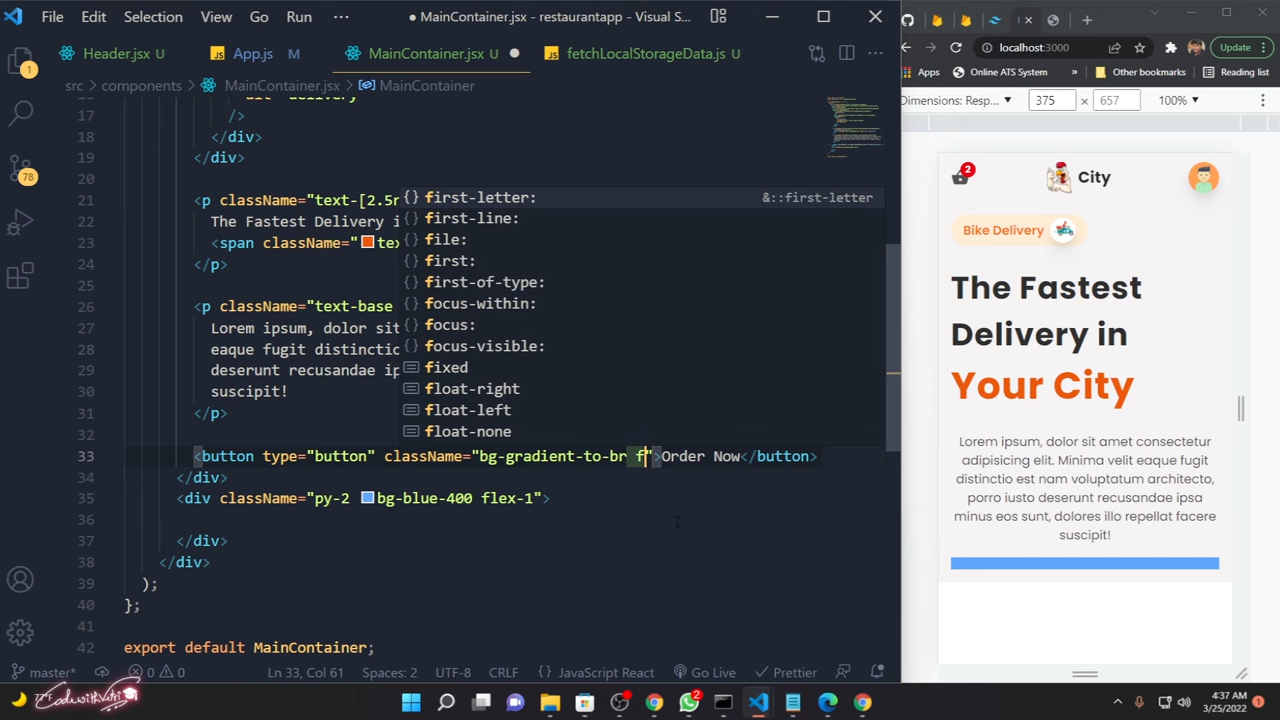 File Edit Selection View Go Run ··· ● MainContainer.jsx - restaurantapp - Visual S...
Header.jsx U App.js M MainContainer.jsx U ● JS fetchLocalStorageData.js U
src > components > MainContainer.jsx > MainContainer
17 />
18 </div>
19 </div>
20
21 <p className="text-[2.5r
22 The Fastest Delivery i
23 <span className="tex
24 </p>
25
26 <p className="text-base
27 Lorem ipsum, dolor sit
28 eaque fugit distinctio
29 deserunt recusandae ip
30 suscipit!
31 </p>
32
33 <button type="button" className="bg-gradient-to-br f">Order Now</button>
34 </div>
35 <div className="py-2 bg-blue-400 flex-1">
36
37 </div>
38 </div>
39 );
40 };
41
42 export default MainContainer;
first-letter: &::first-letter
first-line:
file:
first:
first-of-type:
focus-within:
focus:
focus-visible:
fixed
float-right
float-left
float-none
1
78
master* 0 0 Ln 33, Col 61 Spaces: 2 UTF-8 CRLF {} JavaScript React Go Live Prettier
localhost:3000 Update
Apps Online ATS System » Other bookmarks Reading list
Dimensions: Resp... 375 × 657 100%
2 City
Bike Delivery
The Fastest
Delivery in
Your City
Lorem ipsum dolor sit amet consectetur
adipisicing elit. Minima velit eaque fugit
distinctio est nam voluptatum architecto,
porro iusto deserunt recusandae ipsa
minus eos sunt, dolores illo repellat facere
suscipit!
2
4:37 AM
3/25/2022